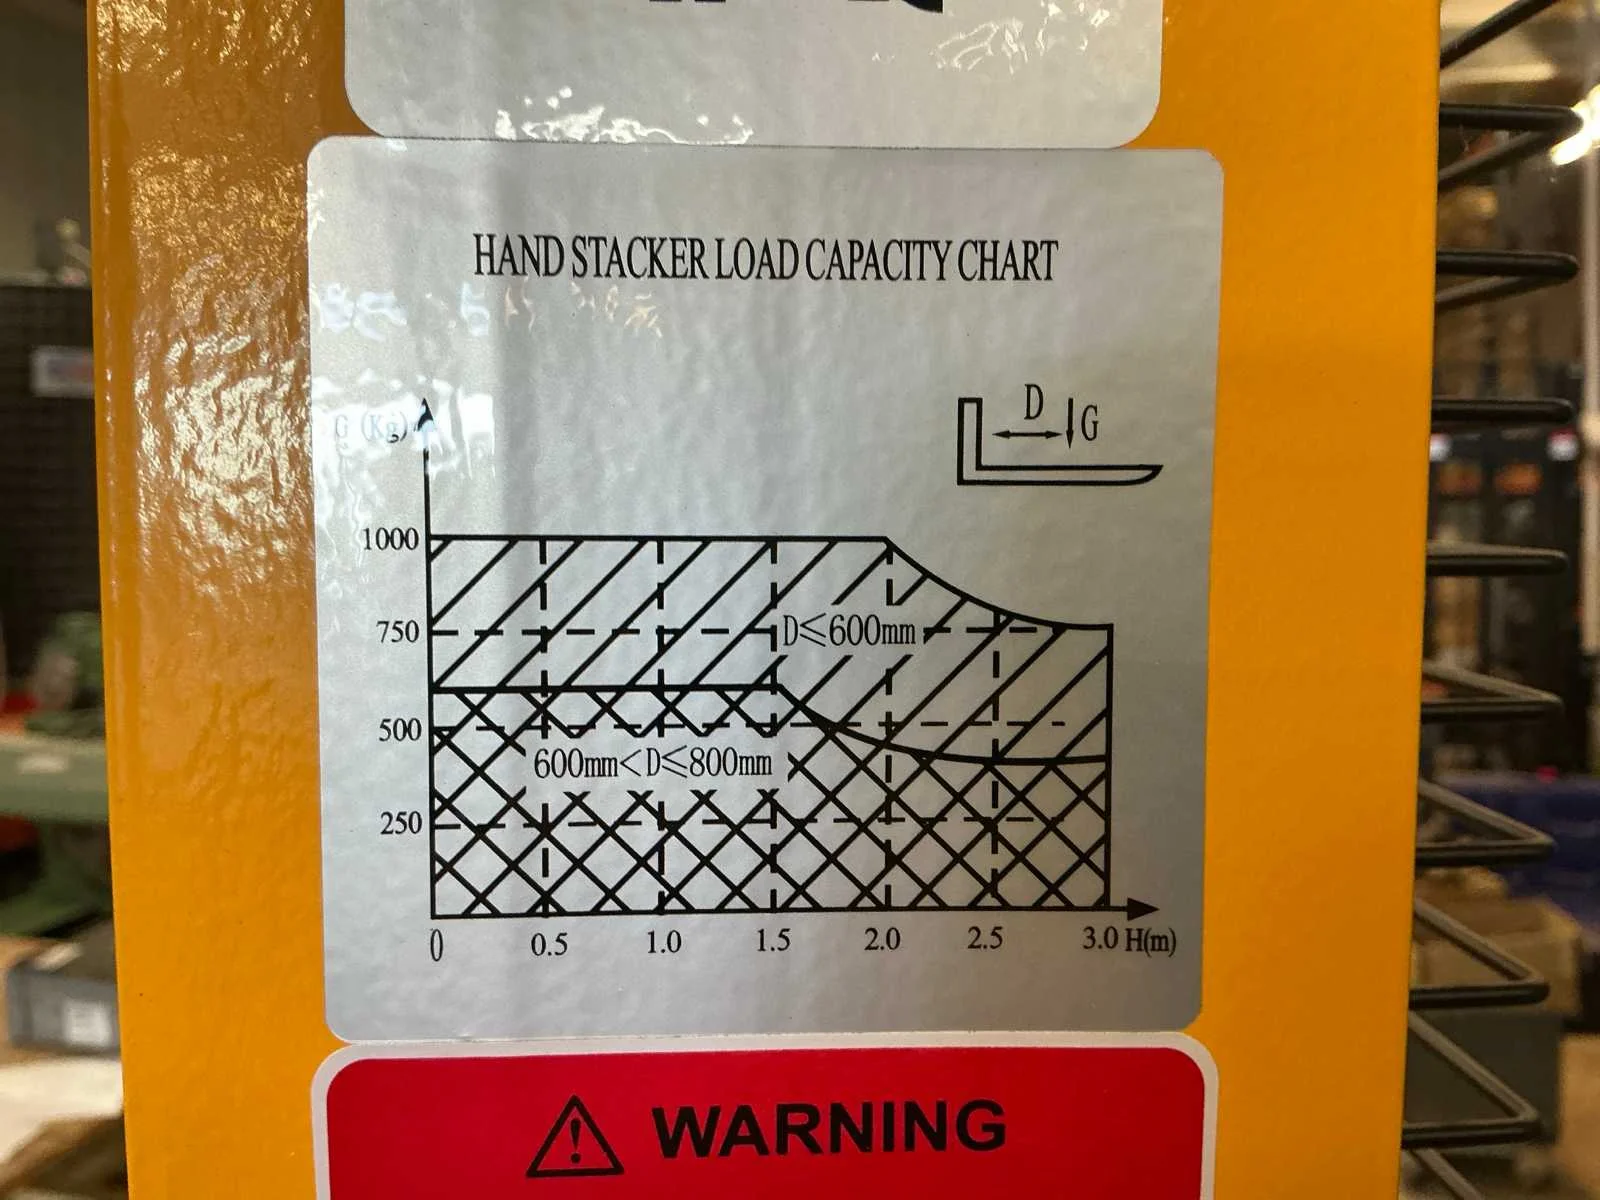 HAND STACKER LOAD CAPACITY CHART
G (Kg)
D G
1000
750
D≤600mm
500
600mm<D≤800mm
250
0 0.5 1.0 1.5 2.0 2.5 3.0 H(m)
WARNING